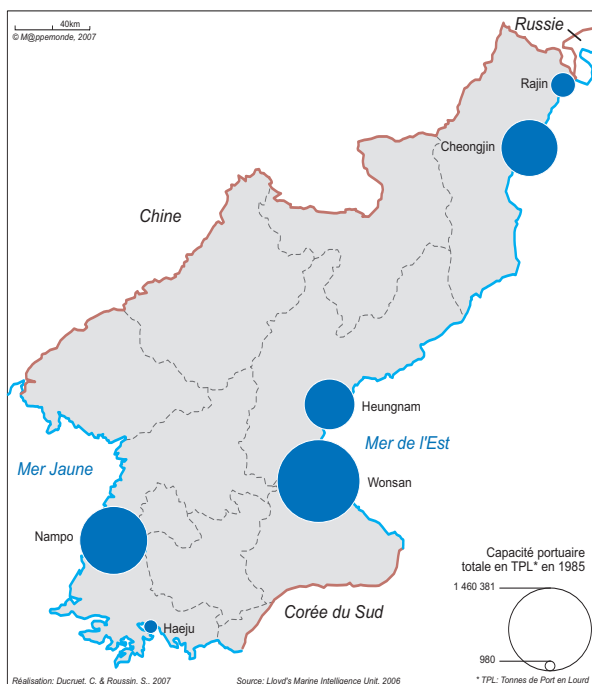 40km
© M@ppemonde, 2007
Russie
Rajin
Cheongjin
Chine
Heungnam
Mer de l'Est
Mer Jaune
Wonsan
Nampo
Capacité portuaire
totale en TPL* en 1985
1 460 381
Corée du Sud
Haeju
980
Réalisation: Ducruet, C. & Roussin, S., 2007
Source: Lloyd's Marine Intelligence Unit, 2006
* TPL: Tonnes de Port en Lourd